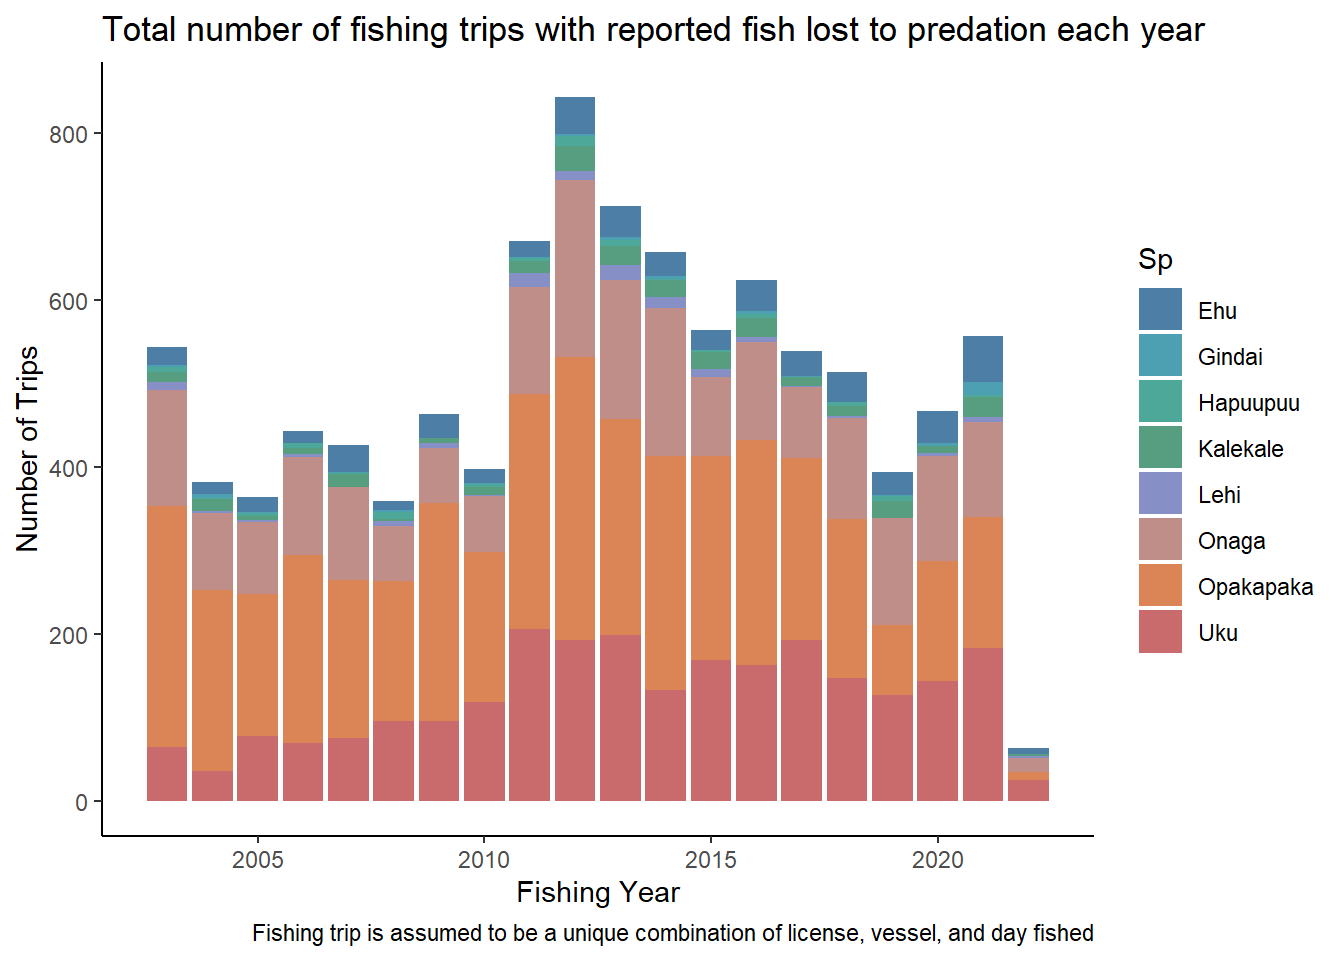 Total number of fishing trips with reported fish lost to predation each year
Number of Trips
800
600
400
200
0
2005
2010
2015
2020
Fishing Year
Sp
Ehu
Gindai
Hapuupuu
Kalekale
Lehi
Onaga
Opakapaka
Uku
Fishing trip is assumed to be a unique combination of license, vessel, and day fished